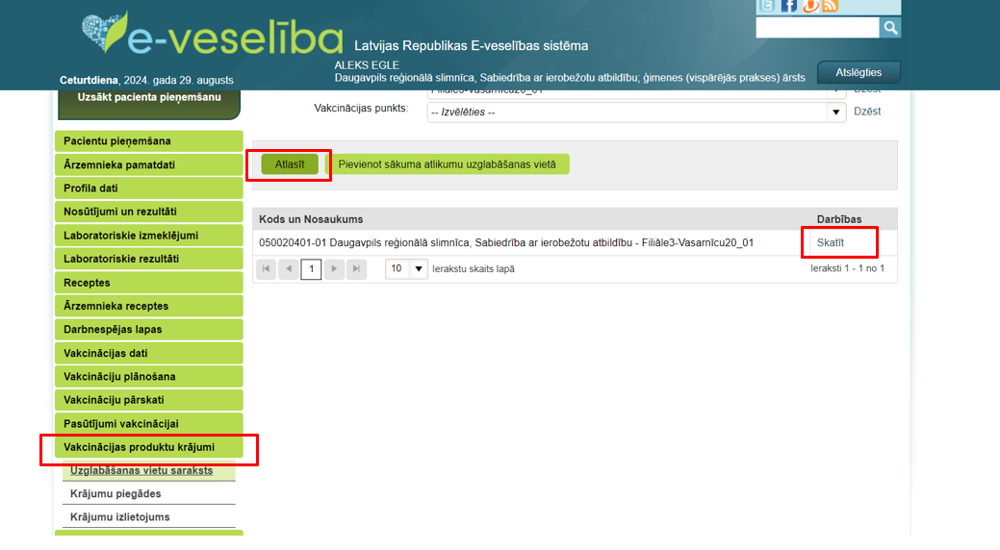 e-veselība
Latvijas Republikas E-veselības sistēma
ALEKS EGLE
Daugavpils reģionālā slimnīca, Sabiedrība ar ierobežotu atbildību; ģimenes (vispārējās prakses) ārsts
Atslēgties
Ceturtdiena, 2024. gada 29. augusts
Uzsākt pacienta pieņemšanu
Filiāle3-Vasarnīcu20_01
Dzēst
Vakcinācijas punkts:
-- Izvēlēties --
Dzēst
Pacientu pieņemšana
Ārzemnieka pamatdati
Profila dati
Nosūtījumi un rezultāti
Laboratoriskie izmeklējumi
Laboratoriskie rezultāti
Receptes
Ārzemnieka receptes
Darbnespējas lapas
Vakcinācijas dati
Vakcināciju plānošana
Vakcināciju pārskati
Pasūtījumi vakcinācijai
Vakcinācijas produktu krājumi
Uzglabāšanas vietu saraksts
Krājumu piegādes
Krājumu izlietojums
Atlasīt
Pievienot sākuma atlikumu uzglabāšanas vietā
Kods un Nosaukums
Darbības
050020401-01 Daugavpils reģionālā slimnīca, Sabiedrība ar ierobežotu atbildību - Filiāle3-Vasarnīcu20_01
Skatīt
1
10
Ierakstu skaits lapā
Ieraksti 1 - 1 no 1